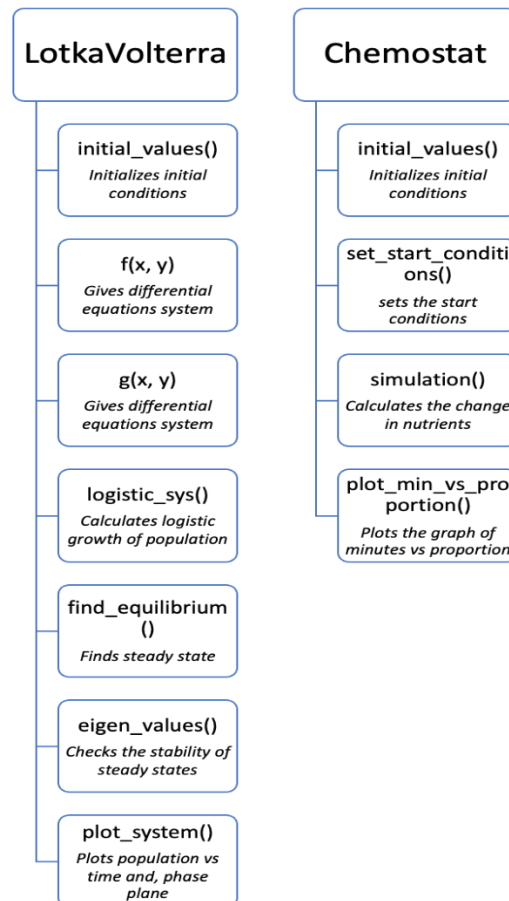 LotkaVolterra
initial_values()
Initializes initial
conditions
f(x, y)
Gives differential
equations system
g(x, y)
Gives differential
equations system
logistic_sys()
Calculates logistic
growth of population
find_equilibrium
()
Finds steady state
eigen_values()
Checks the stability of
steady states
plot_system()
Plots population vs
time and, phase
plane
Chemostat
initial_values()
Initializes initial
conditions
set_start_conditi
ons()
sets the start
conditions
simulation()
Calculates the change
in nutrients
plot_min_vs_pro
portion()
Plots the graph of
minutes vs proportion